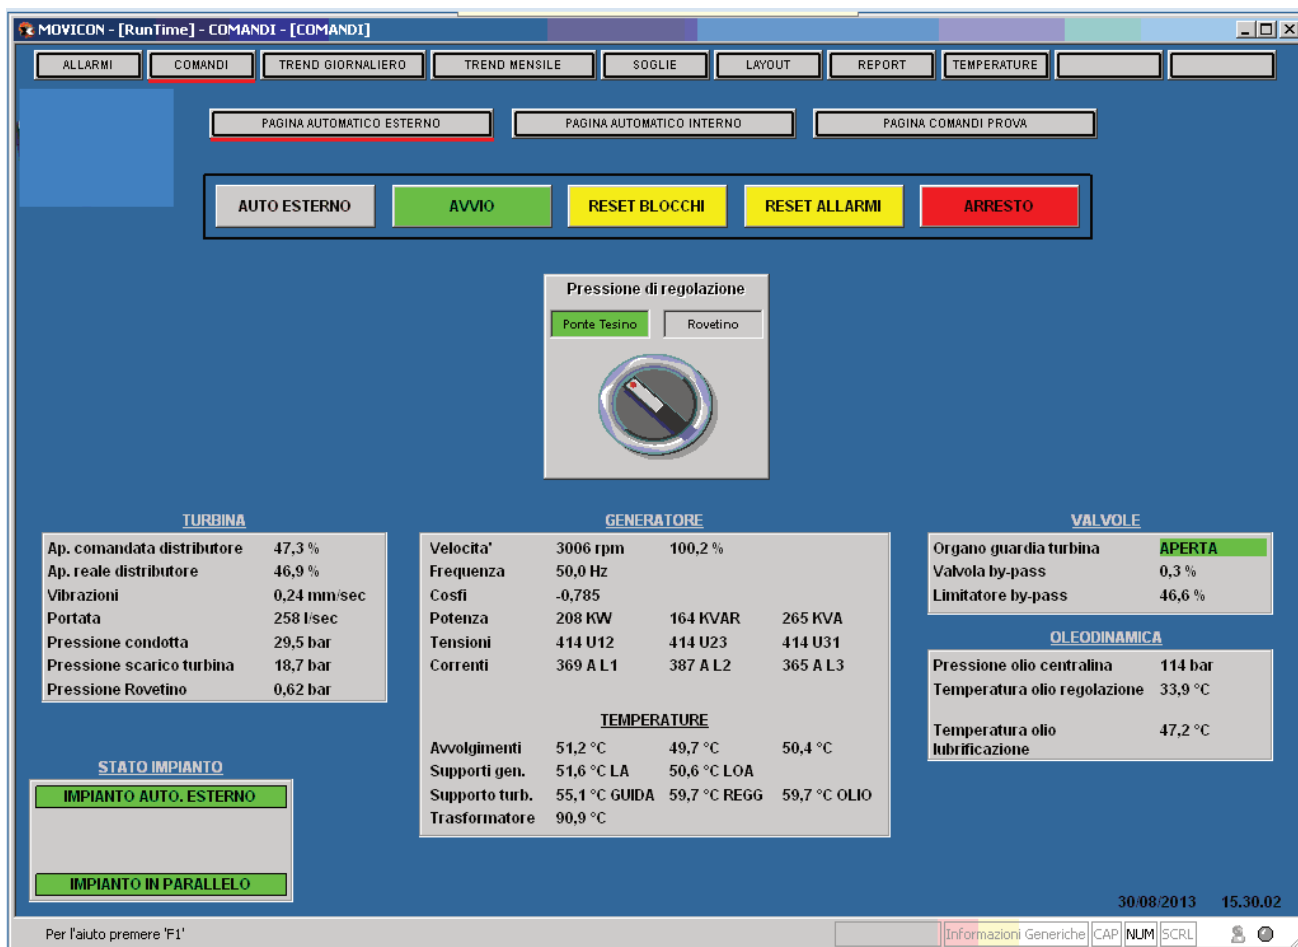 MOVICON - [RunTime] - COMANDI - [COMANDI]
ALLARMI COMANDI TREND GIORNALIERO TREND MENSILE SOGLIE LAYOUT REPORT TEMPERATURE
PAGINA AUTOMATICO ESTERNO PAGINA AUTOMATICO INTERNO PAGINA COMANDI PROVA
AUTO ESTERNO AVVIO RESET BLOCCHI RESET ALLARMI ARRESTO
Pressione di regolazione
Ponte Tesino Rovetino
TURBINA
Ap. comandata distributore 47,3 %
Ap. reale distributore 46,9 %
Vibrazioni 0,24 mm/sec
Portata 258 l/sec
Pressione condotta 29,5 bar
Pressione scarico turbina 18,7 bar
Pressione Rovetino 0,62 bar
GENERATORE
Velocita' 3006 rpm 100,2 %
Frequenza 50,0 Hz
Cosfi -0,785
Potenza 208 KW 164 KVAR 265 KVA
Tensioni 414 U12 414 U23 414 U31
Correnti 369 A L1 387 A L2 365 A L3
TEMPERATURE
Avvolgimenti 51,2 °C 49,7 °C 50,4 °C
Supporti gen. 51,6 °C LA 50,6 °C LOA
Supporto turb. 55,1 °C GUIDA 59,7 °C REGG 59,7 °C OLIO
Trasformatore 90,9 °C
VALVOLE
Organo guardia turbina APERTA
Valvola by-pass 0,3 %
Limitatore by-pass 46,6 %
OLEODINAMICA
Pressione olio centralina 114 bar
Temperatura olio regolazione 33,9 °C
Temperatura olio 47,2 °C
lubrificazione
STATO IMPIANTO
IMPIANTO AUTO. ESTERNO
IMPIANTO IN PARALLELO
30/08/2013 15.30.02
Per l'aiuto premere 'F1' Informazioni Generiche CAP NUM SCRL